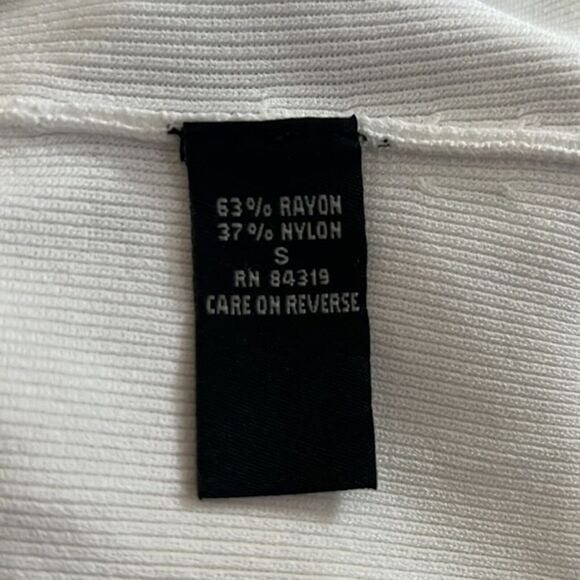 63% RAYON
37% NYLON
S
RN 84319
CARE ON REVERSE